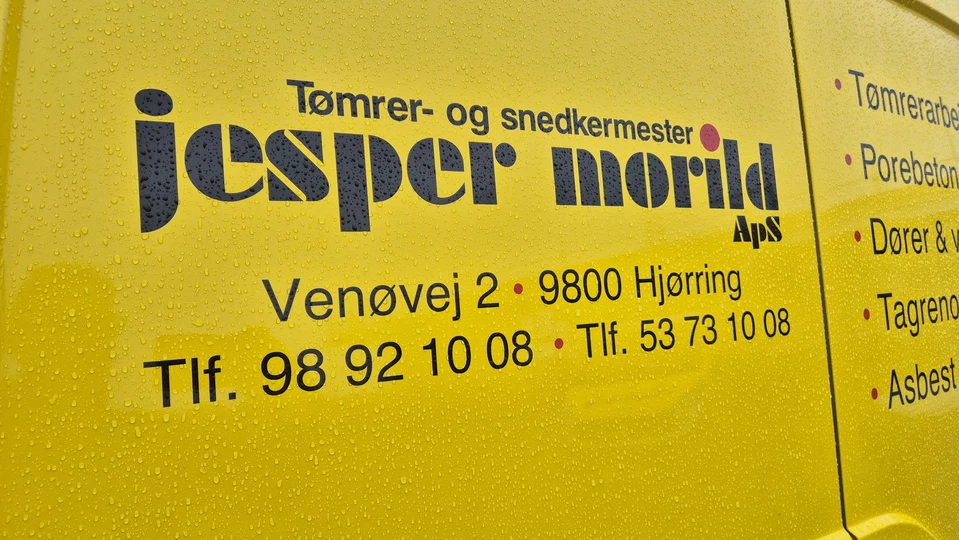 Tømrer- og snedkermester
jesper morild
ApS
Venøvej 2 • 9800 Hjørring
Tlf. 98 92 10 08 • Tlf. 53 73 10 08
• Porebeton
• Dører &
• Asbest